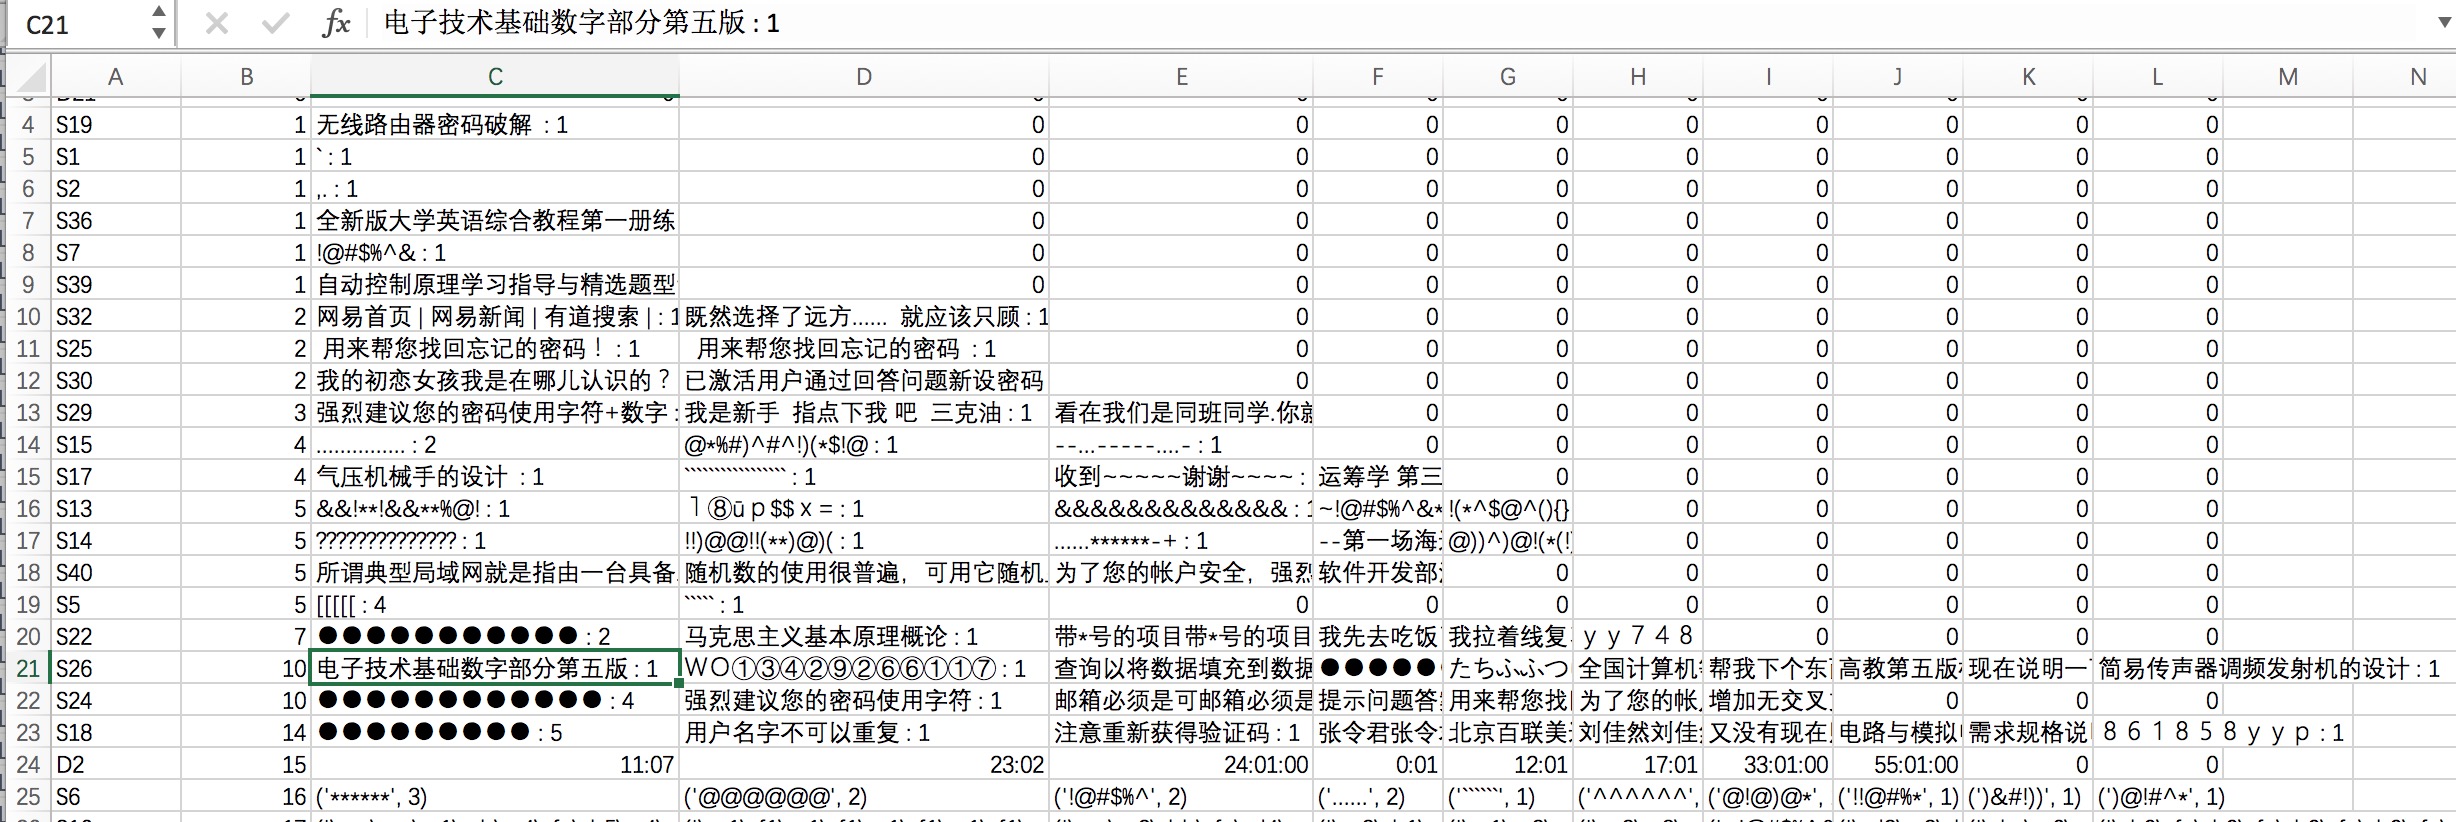 C21 fx 电子技术基础数字部分第五版 : 1
A B C D E F G H I J K L M N
4 S19 1 无线路由器密码破解 : 1 0 0 0 0 0 0 0 0 0
5 S1 1 ` : 1 0 0 0 0 0 0 0 0 0
6 S2 1 ,. : 1 0 0 0 0 0 0 0 0 0
7 S36 1 全新版大学英语综合教程第一册练 0 0 0 0 0 0 0 0 0
8 S7 1 !@#$%^& : 1 0 0 0 0 0 0 0 0 0
9 S39 1 自动控制原理学习指导与精选题型 0 0 0 0 0 0 0 0 0
10 S32 2 网易首页 | 网易新闻 | 有道搜索 | : 1 既然选择了远方...... 就应该只顾 : 1 0 0 0 0 0 0 0 0
11 S25 2 用来帮您找回忘记的密码！ : 1 用来帮您找回忘记的密码 : 1 0 0 0 0 0 0 0 0
12 S30 2 我的初恋女孩我是在哪儿认识的？ 已激活用户通过回答问题新设密码 0 0 0 0 0 0 0 0
13 S29 3 强烈建议您的密码使用字符+数字 : 我是新手 指点下我 吧 三克油 : 1 看在我们是同班同学.你 0 0 0 0 0 0 0
14 S15 4 ............... : 2 @*%#)^#^!)(*$!@ : 1 --...-----....- : 1 0 0 0 0 0 0 0
15 S17 4 气压机械手的设计 : 1 : 1 收到~~~~~谢谢~~~~ : 运筹学 第三 0 0 0 0 0 0
16 S13 5 &&!**!&&**%@! : 1 ⑧ū p $$ x = : 1 &&&&&&&&&&&&& : 1 ~!@#$%^&* !(*^$@^(){} 0 0 0 0 0
17 S14 5 ?????????????? : 1 !!)@@!!(**)@)( : 1 ......******-+ : 1 --第一场海 @))^)@!(*(! 0 0 0 0 0
18 S40 5 所谓典型局域网就是指由一台具备 随机数的使用很普遍，可用它随机 为了您的帐户安全，强烈 软件开发部 0 0 0 0 0 0
19 S5 5 [[[[[ : 4 ````` : 1 0 0 0 0 0 0 0 0
20 S22 7 ●●●●●●●●●●● : 2 马克思主义基本原理概论 : 1 带*号的项目带*号的项目 我先去吃饭 我拉着线复 ｙｙ７４８ 0 0 0 0
21 S26 10 电子技术基础数字部分第五版 : 1 ＷＯ①③④②⑨②⑥⑥①①⑦ : 1 查询以将数据填充到数据 ●●●●● たちふふつ 全国计算机 帮我下个东 高教第五版 现在说明一 简易传声器调频发射机的设计 : 1
22 S24 10 ●●●●●●●●●●●● : 4 强烈建议您的密码使用字符 : 1 邮箱必须是可邮箱必须是 提示问题答 用来帮您找 为了您的帐 增加无交叉 0 0 0
23 S18 14 ●●●●●●●●● : 5 用户名字不可以重复 : 1 注意重新获得验证码 : 1 张令君张令 北京百联美 刘佳然刘佳 又没有现在 电路与模拟 需求规格说 ８６１８５８ｙｙｐ : 1
24 D2 15 11:07 23:02 24:01:00 0:01 12:01 17:01 33:01:00 55:01:00 0 0
25 S6 16 ('******', 3) ('@@@@@@', 2) ('!@#$%^', 2) ('......', 2) ('``````', 1) ('^^^^^^', ('@!@)@*', ('!!@#%*', 1) (')&#!))', 1) (')@!#^*', 1)